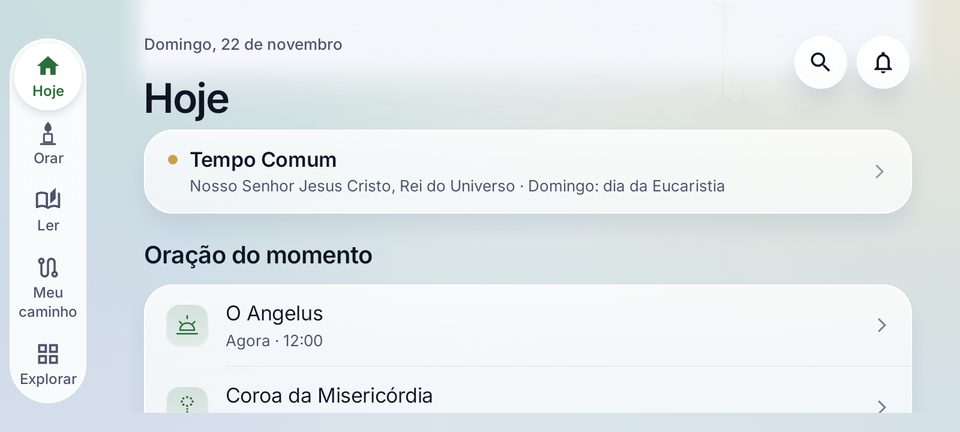 Domingo, 22 de novembro
Hoje
Hoje
Orar
Ler
Meu
caminho
Explorar
Tempo Comum
Nosso Senhor Jesus Cristo, Rei do Universo · Domingo: dia da Eucaristia
Oração do momento
O Angelus
Agora · 12:00
Coroa da Misericórdia